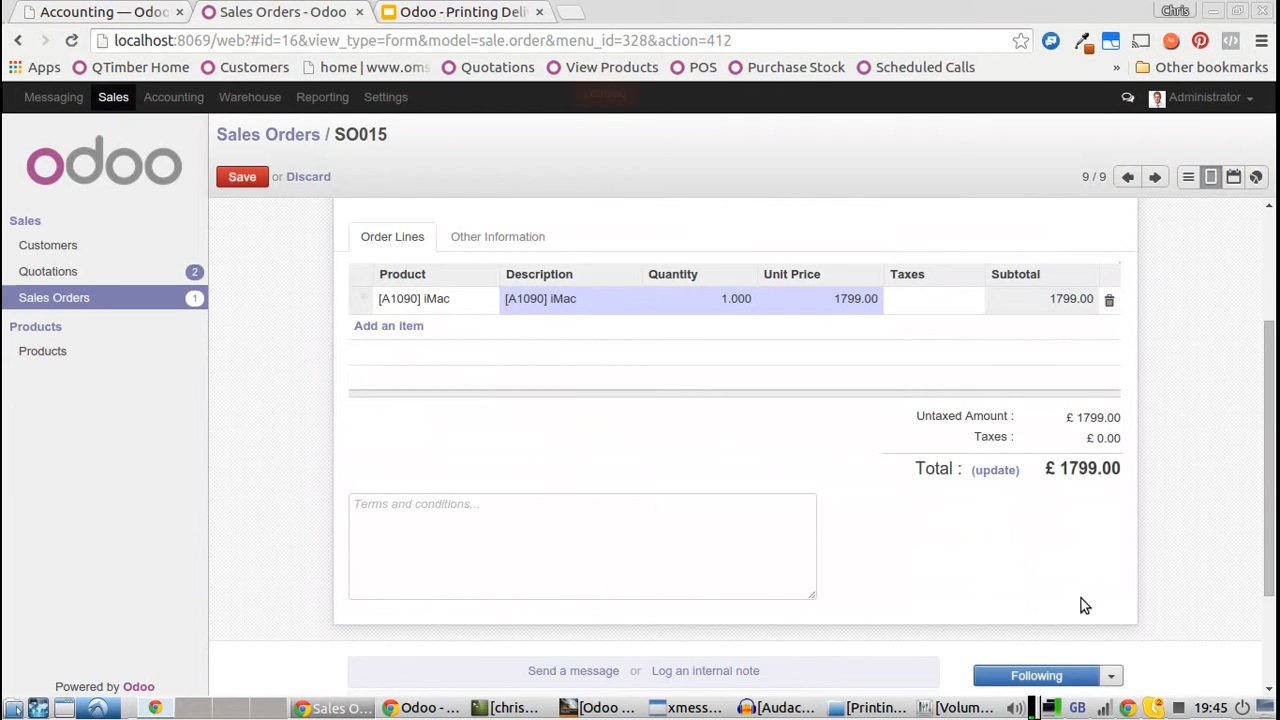 Accounting — Odoo
Sales Orders - Odoo
Odoo - Printing Deli
Chris
localhost:8069/web?#id=16&view_type=form&model=sale.order&menu_id=328&action=412
Apps
QTimber Home
Customers
home | www.oms
Quotations
View Products
POS
Purchase Stock
Scheduled Calls
»
Other bookmarks
Messaging
Sales
Accounting
Warehouse
Reporting
Settings
Loading
Administrator
odoo
Sales Orders / SO015
Save or Discard
9 / 9
Sales
Customers
Quotations 2
Sales Orders 1
Products
Products
Order Lines
Other Information
Product Description Quantity Unit Price Taxes Subtotal
[A1090] iMac [A1090] iMac 1.000 1799.00 1799.00
Add an item
Untaxed Amount : £ 1799.00
Taxes : £ 0.00
Total : (update) £ 1799.00
Terms and conditions...
Send a message or Log an internal note
Following
Powered by Odoo
Sales O...
Odoo - ...
[chris...
[Odoo ...
xmess...
[Audac...
[Printin...
[Volum...
GB
19:45